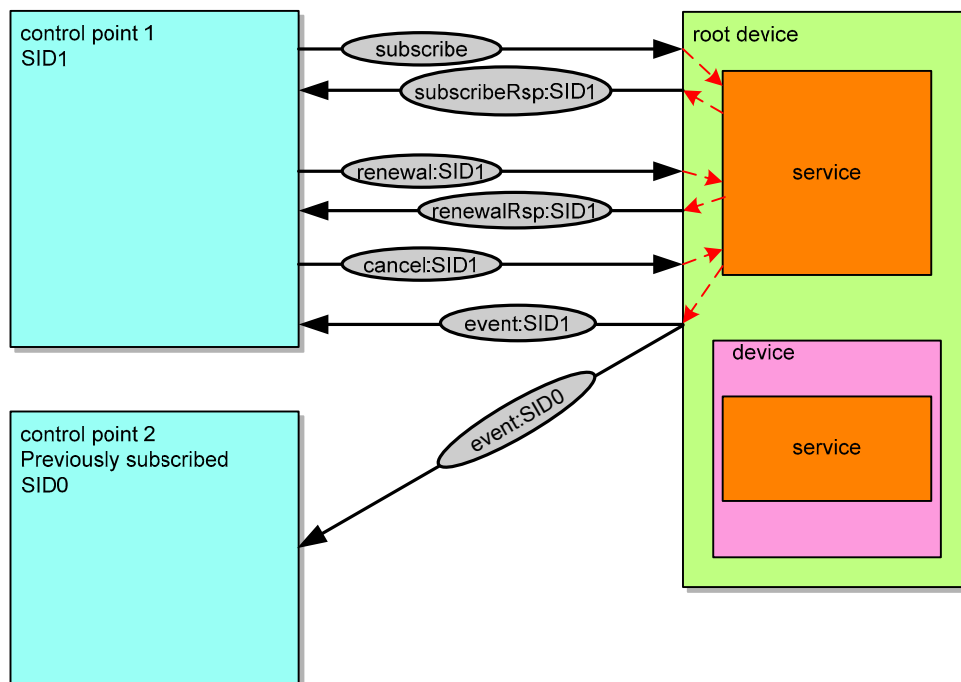 control point 1
SID1
subscribe
subscribeRsp:SID1
renewal:SID1
renewalRsp:SID1
cancel:SID1
event:SID1
event:SID0
root device
service
device
service
control point 2
Previously subscribed
SID0